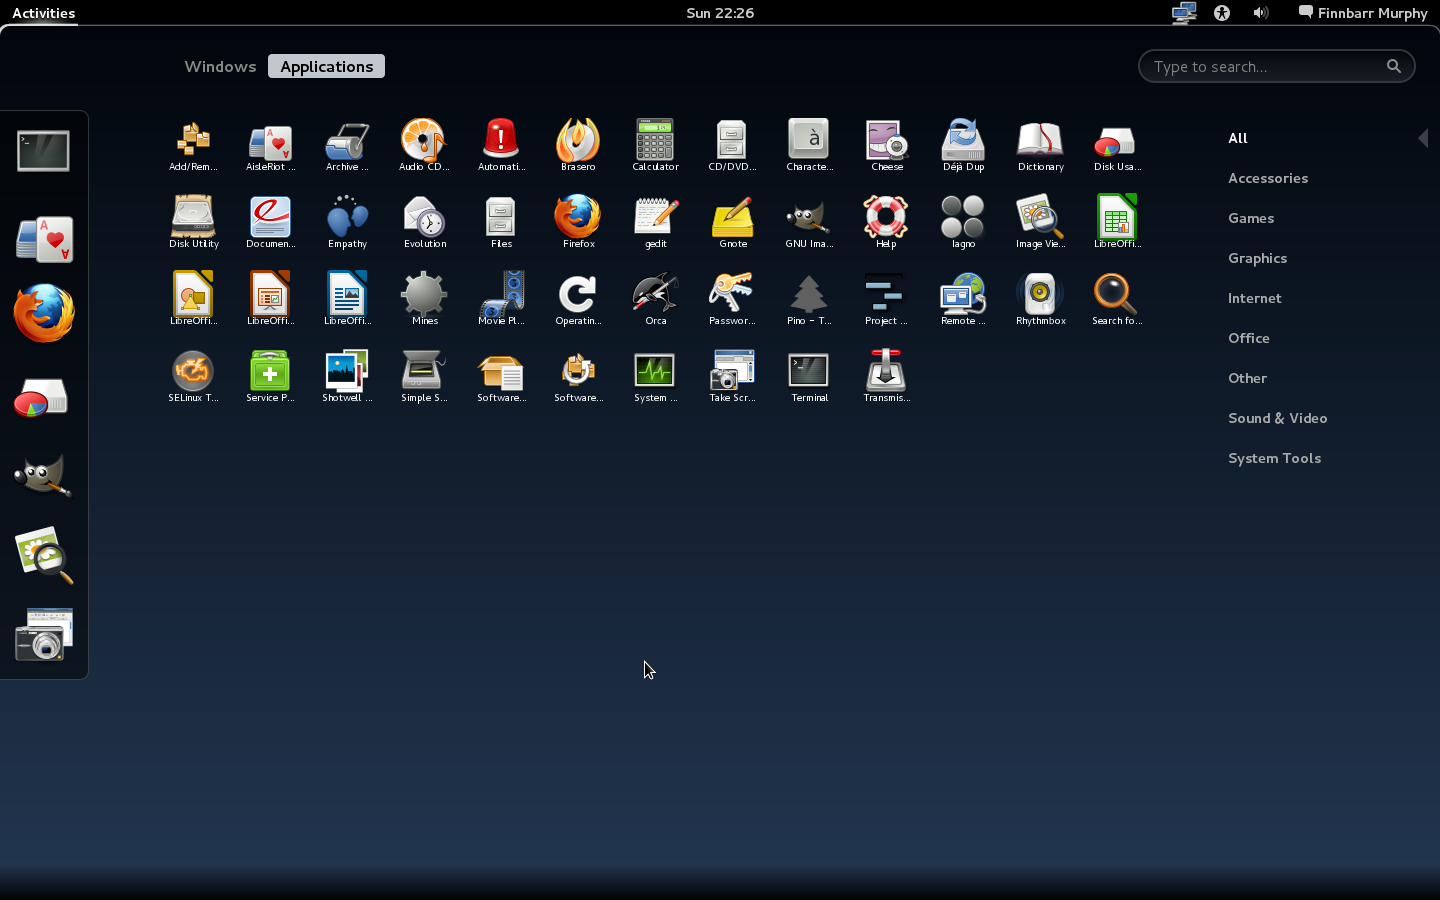 Activities
Sun 22:26
Finnbarr Murphy
Windows
Applications
Type to search...
Add/Rem...
AisleRiot ...
Archive ...
Audio CD...
Automati...
Brasero
Calculator
CD/DVD...
Characte...
Cheese
Déjà Dup
Dictionary
Disk Usa...
Disk Utility
Documen...
Empathy
Evolution
Files
Firefox
gedit
Gnote
GNU Ima...
Help
Iagno
Image Vie...
LibreOffi...
LibreOffi...
LibreOffi...
LibreOffi...
Mines
Movie Pl...
Operatin...
Orca
Passwor...
Pino - T...
Project ...
Remote ...
Rhythmbox
Search fo...
SELinux T...
Service P...
Shotwell ...
Simple S...
Software...
Software...
System ...
Take Scr...
Terminal
Transmis...
All
Accessories
Games
Graphics
Internet
Office
Other
Sound & Video
System Tools